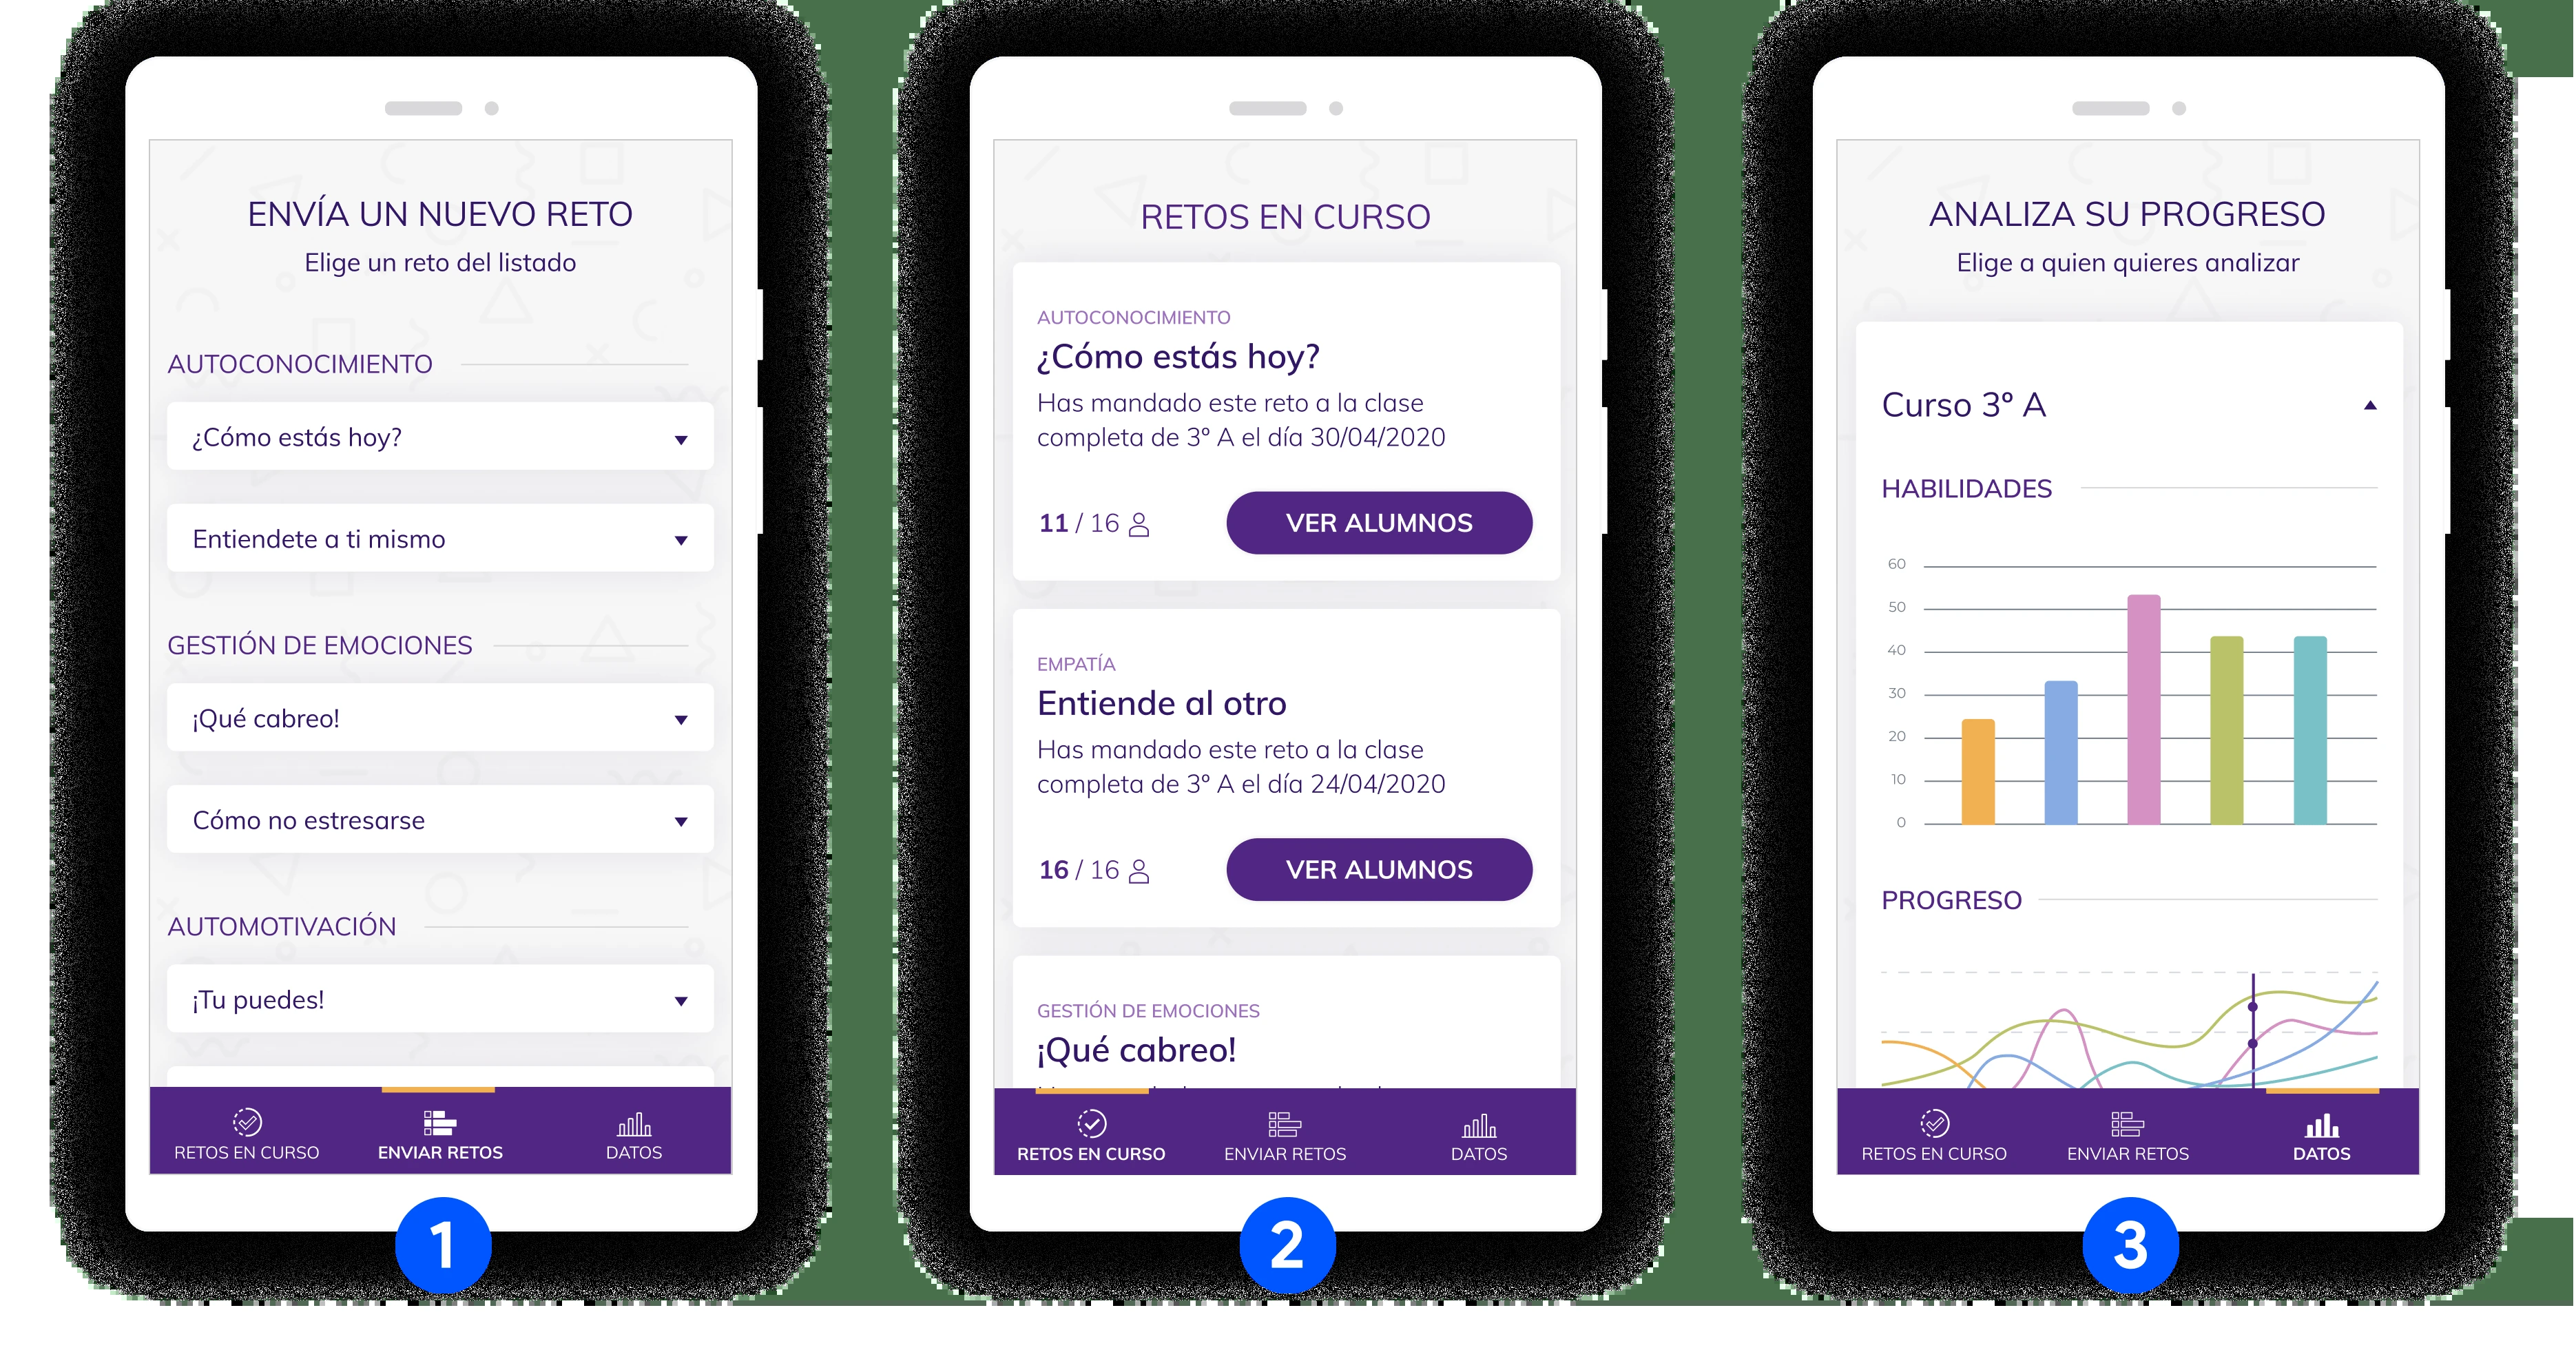 ENVÍA UN NUEVO RETO
Elige un reto del listado
AUTOCONOCIMIENTO
¿Cómo estás hoy?
Entiendete a ti mismo
GESTIÓN DE EMOCIONES
¡Qué cabreo!
Cómo no estresarse
AUTOMOTIVACIÓN
¡Tu puedes!
RETOS EN CURSO
ENVIAR RETOS
DATOS
1
RETOS EN CURSO
AUTOCONOCIMIENTO
¿Cómo estás hoy?
Has mandado este reto a la clase
completa de 3º A el día 30/04/2020
11 / 16
VER ALUMNOS
EMPATÍA
Entiende al otro
Has mandado este reto a la clase
completa de 3º A el día 24/04/2020
16 / 16
VER ALUMNOS
GESTIÓN DE EMOCIONES
¡Qué cabreo!
RETOS EN CURSO
ENVIAR RETOS
DATOS
2
ANALIZA SU PROGRESO
Elige a quien quieres analizar
Curso 3º A
HABILIDADES
60
50
40
30
20
10
0
PROGRESO
RETOS EN CURSO
ENVIAR RETOS
DATOS
3